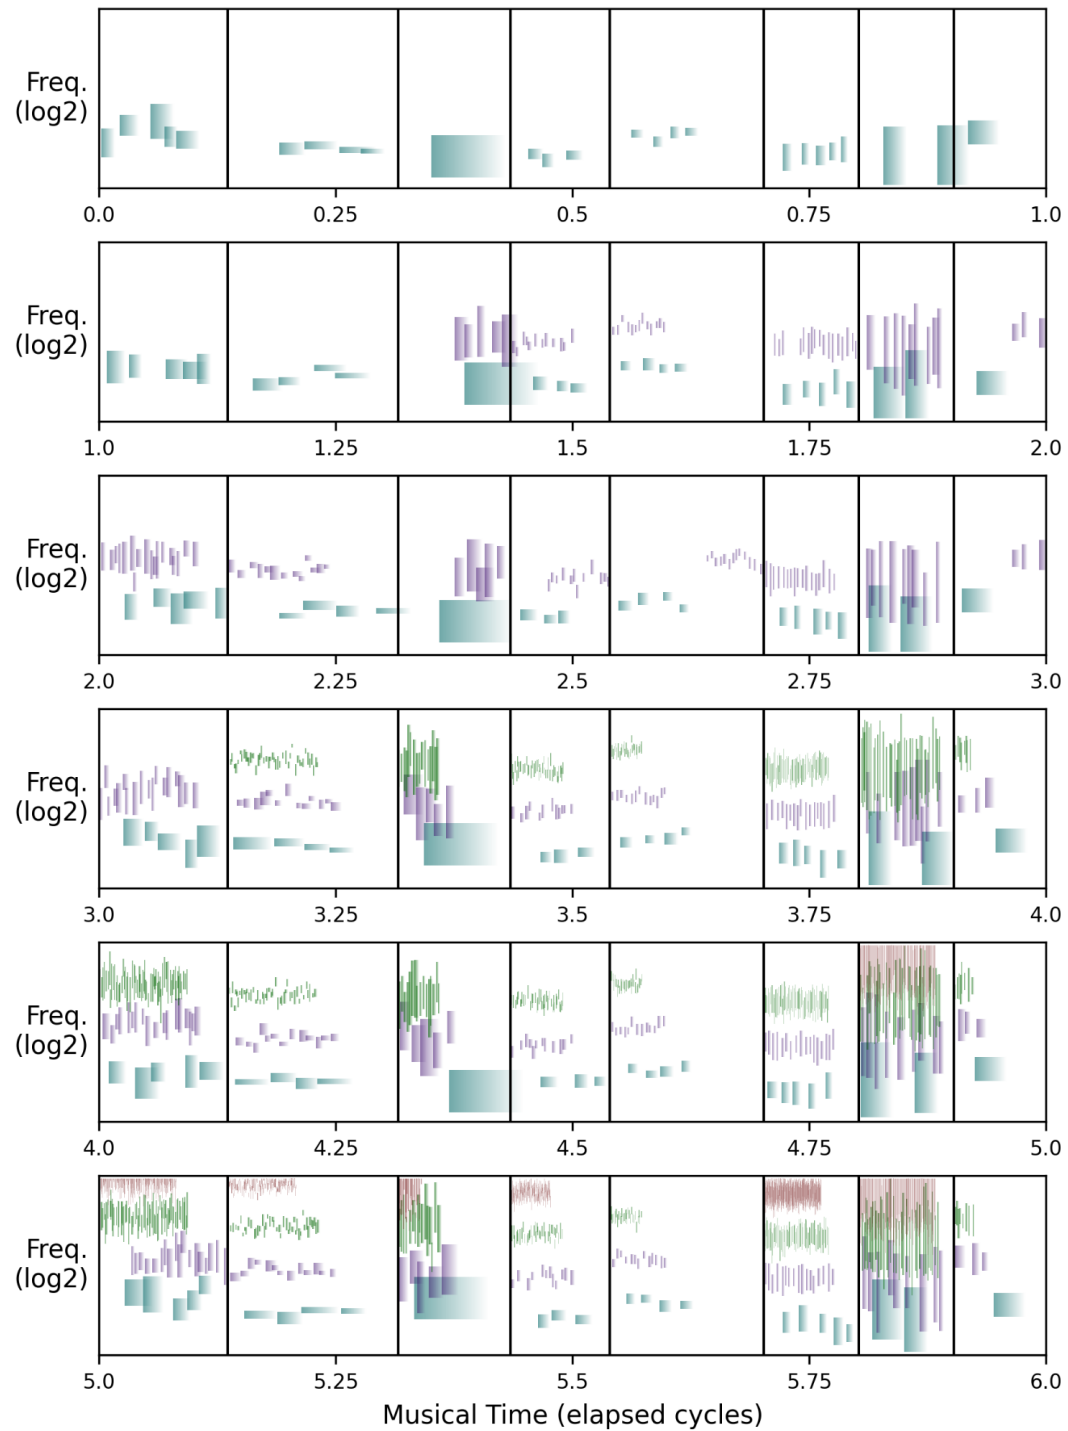 Freq.
(log2)
0.0 0.25 0.5 0.75 1.0
Freq.
(log2)
1.0 1.25 1.5 1.75 2.0
Freq.
(log2)
2.0 2.25 2.5 2.75 3.0
Freq.
(log2)
3.0 3.25 3.5 3.75 4.0
Freq.
(log2)
4.0 4.25 4.5 4.75 5.0
Freq.
(log2)
5.0 5.25 5.5 5.75 6.0
Musical Time (elapsed cycles)